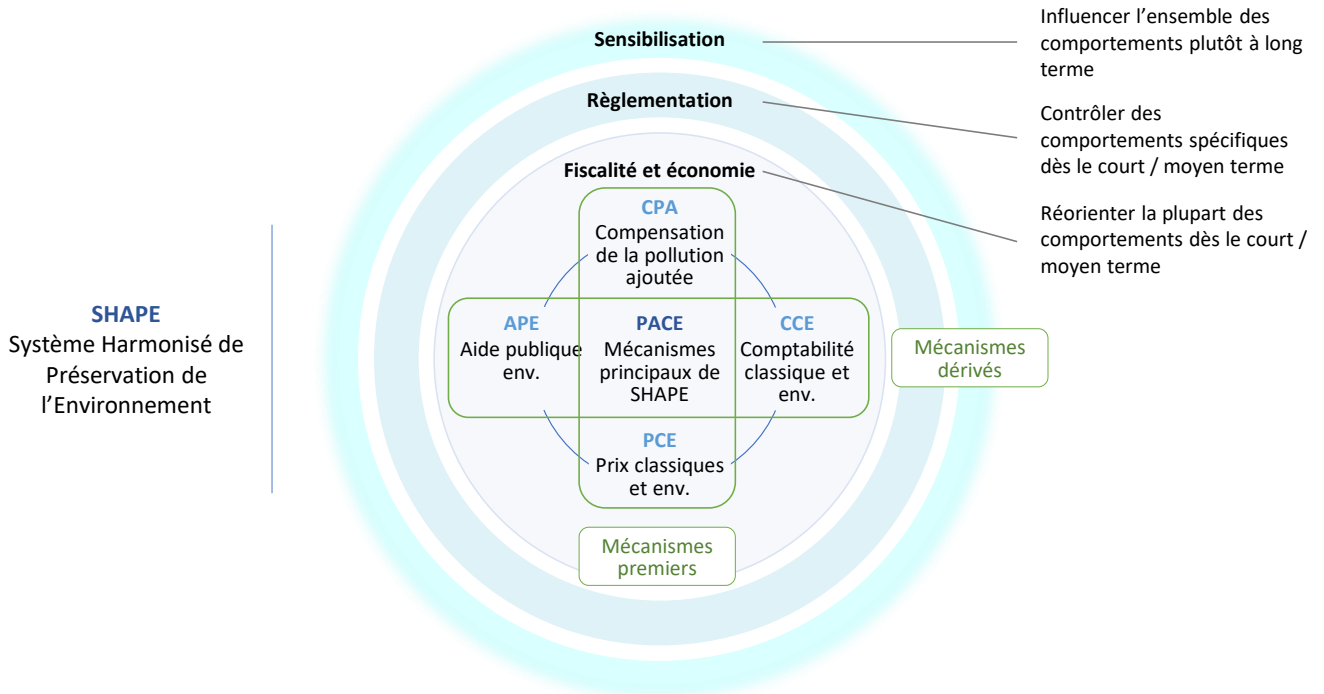 Sensibilisation
Influencer l’ensemble des
comportements plutôt à long
terme
Règlementation
Contrôler des
comportements spécifiques
dès le court / moyen terme
Fiscalité et économie
Réorienter la plupart des
comportements dès le court /
moyen terme
CPA
Compensation
de la pollution
ajoutée
SHAPE
Système Harmonisé de
Préservation de
l’Environnement
APE
Aide publique
env.
PACE
Mécanismes
principaux de
SHAPE
CCE
Comptabilité
classique et
env.
Mécanismes
dérivés
PCE
Prix classiques
et env.
Mécanismes
premiers